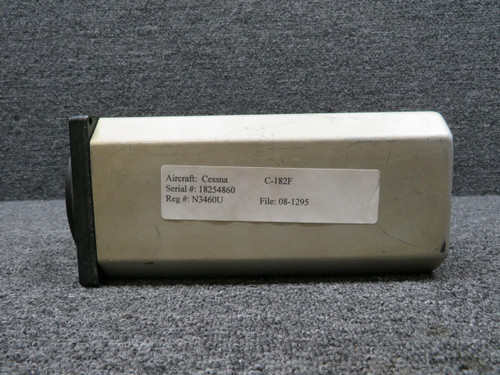 Aircraft: Cessna C-182F
Serial #: 18254860
Reg #: N3460U File: 08-1295